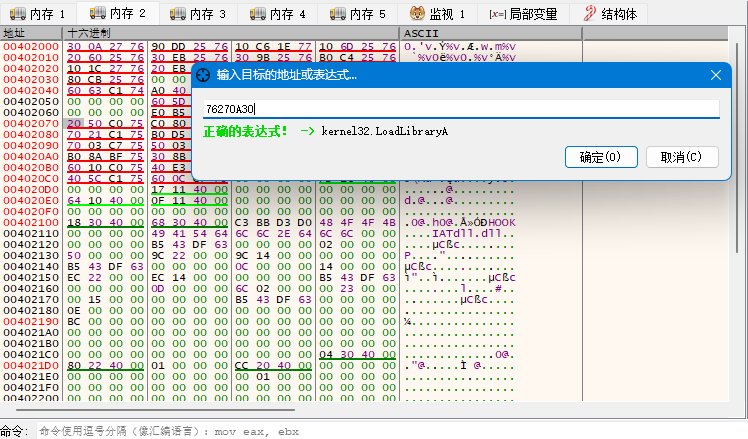 内存 1 内存 2 内存 3 内存 4 内存 5 监视 1 [x=] 局部变量 结构体
地址 十六进制 ASCII
00402000 30 0A 27 76 90 DD 25 76 10 C6 1E 77 10 6D 25 76 0.'v.Ý%v.Æ.w.m%v
00402010 20 60 25 76 30 EB 25 76 30 9B 25 76 B0 C4 25 76 `%v0ë%v0.%v°Ä%v
00402020 10 1C 27 76 20 EB
00402030 80 CB 25 76
00402040 60 63 C1 74 A0 40
00402050 00 00 00 00 60 5D
00402060 00 00 00 00 E0 B5
00402070 20 50 C0 75 C0 80
00402080 70 21 C1 75 B0 D5
00402090 70 03 C7 75 50 03
004020A0 B0 8A BF 75 30 8B
004020B0 60 10 C0 75 40 E3
004020C0 40 5C C1 75 60 0C
004020D0 00 00 00 00 17 11 40 00 00 00 00 00 00 00 00 00 ......@.........
004020E0 64 10 40 00 0F 11 40 00 00 00 00 00 00 00 00 00 d.@...@.........
004020F0 00 00 00 00 00 00 00 00 00 00 00 00 00 00 00 00 ................
00402100 18 30 40 00 68 30 40 00 C3 BB D3 D0 48 4F 4F 4B .0@.h0@.Ã»ÓÐHOOK
00402110 00 00 00 00 49 41 54 64 6C 6C 2E 64 6C 6C 00 00 ....IATdll.dll..
00402120 00 00 00 00 B5 43 DF 63 00 00 00 00 02 00 00 00 ....µCßc........
00402130 50 00 00 00 9C 22 00 00 9C 14 00 00 00 00 00 00 P...."..........
00402140 B5 43 DF 63 00 00 00 00 0C 00 00 00 14 00 00 00 µCßc............
00402150 EC 22 00 00 EC 14 00 00 00 00 00 00 B5 43 DF 63 ì"..ì.......µCßc
00402160 00 00 00 00 0D 00 00 00 6C 02 00 00 00 23 00 00 ........l....#..
00402170 00 15 00 00 00 00 00 00 B5 43 DF 63 00 00 00 00 ........µCßc....
00402180 0E 00 00 00 00 00 00 00 00 00 00 00 00 00 00 00 ................
00402190 BC 00 00 00 00 00 00 00 00 00 00 00 00 00 00 00 ¼...............
004021A0 00 00 00 00 00 00 00 00 00 00 00 00 00 00 00 00 ................
004021B0 00 00 00 00 00 00 00 00 00 00 00 00 00 00 00 00 ................
004021C0 00 00 00 00 00 00 00 00 00 00 00 00 04 30 40 00 .............0@.
004021D0 80 22 40 00 01 00 00 00 CC 20 40 00 00 00 00 00 ."@.....Ì @.....
004021E0 00 00 00 00 00 00 00 00 00 01 00 00 00 00 00 00 ................
004021F0 00 00 00 00 00 00 00 00 00 00 00 00 00 00 00 00 ................
00402200 00 00 00 00 00 00 00 00 00 00 00 00 00 00 00 00 ................
输入目标的地址或表达式...
76270A30
正确的表达式! -> kernel32.LoadLibraryA
确定(O) 取消(C)
命令: 命令使用逗号分隔（像汇编语言）: mov eax, ebx